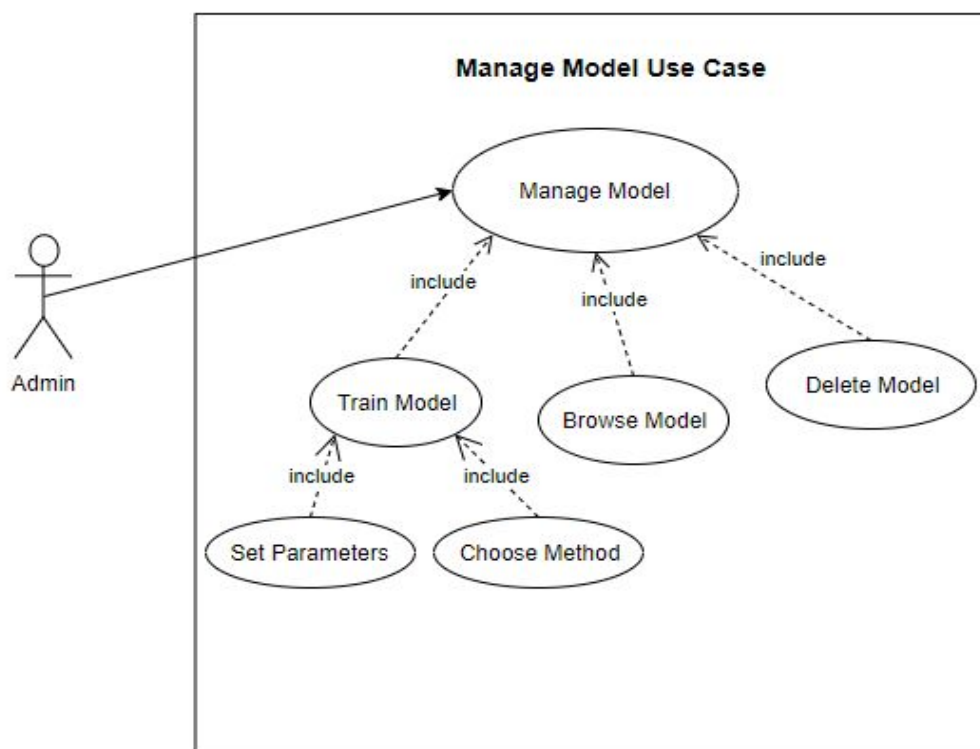 Manage Model Use Case
Manage Model
include
include
include
Admin
Train Model
Browse Model
Delete Model
include
include
Set Parameters
Choose Method